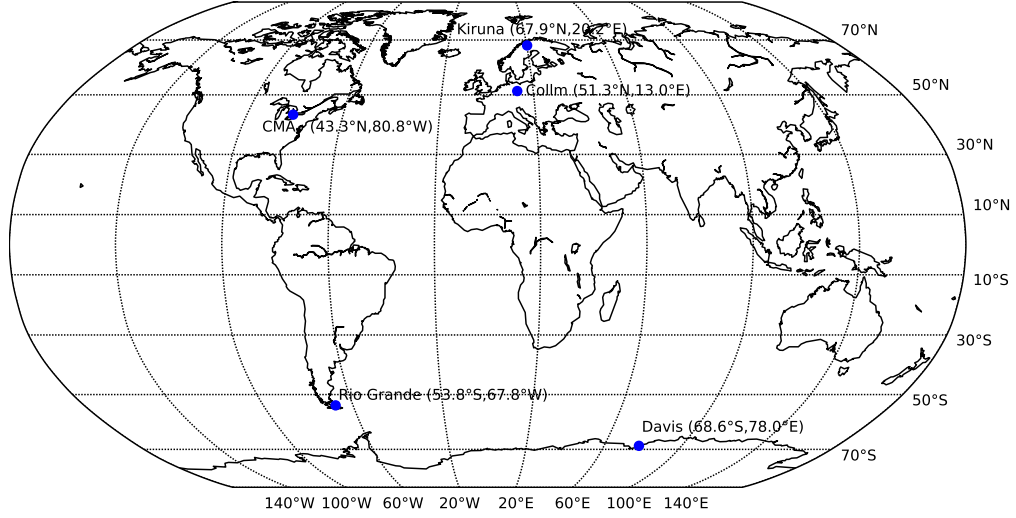 Kiruna (67.9°N,20.2°E)
70°N
Collm (51.3°N,13.0°E)
50°N
CMA (43.3°N,80.8°W)
30°N
10°N
10°S
30°S
Rio Grande (53.8°S,67.8°W)
50°S
Davis (68.6°S,78.0°E)
70°S
140°W 100°W 60°W 20°W 20°E 60°E 100°E 140°E